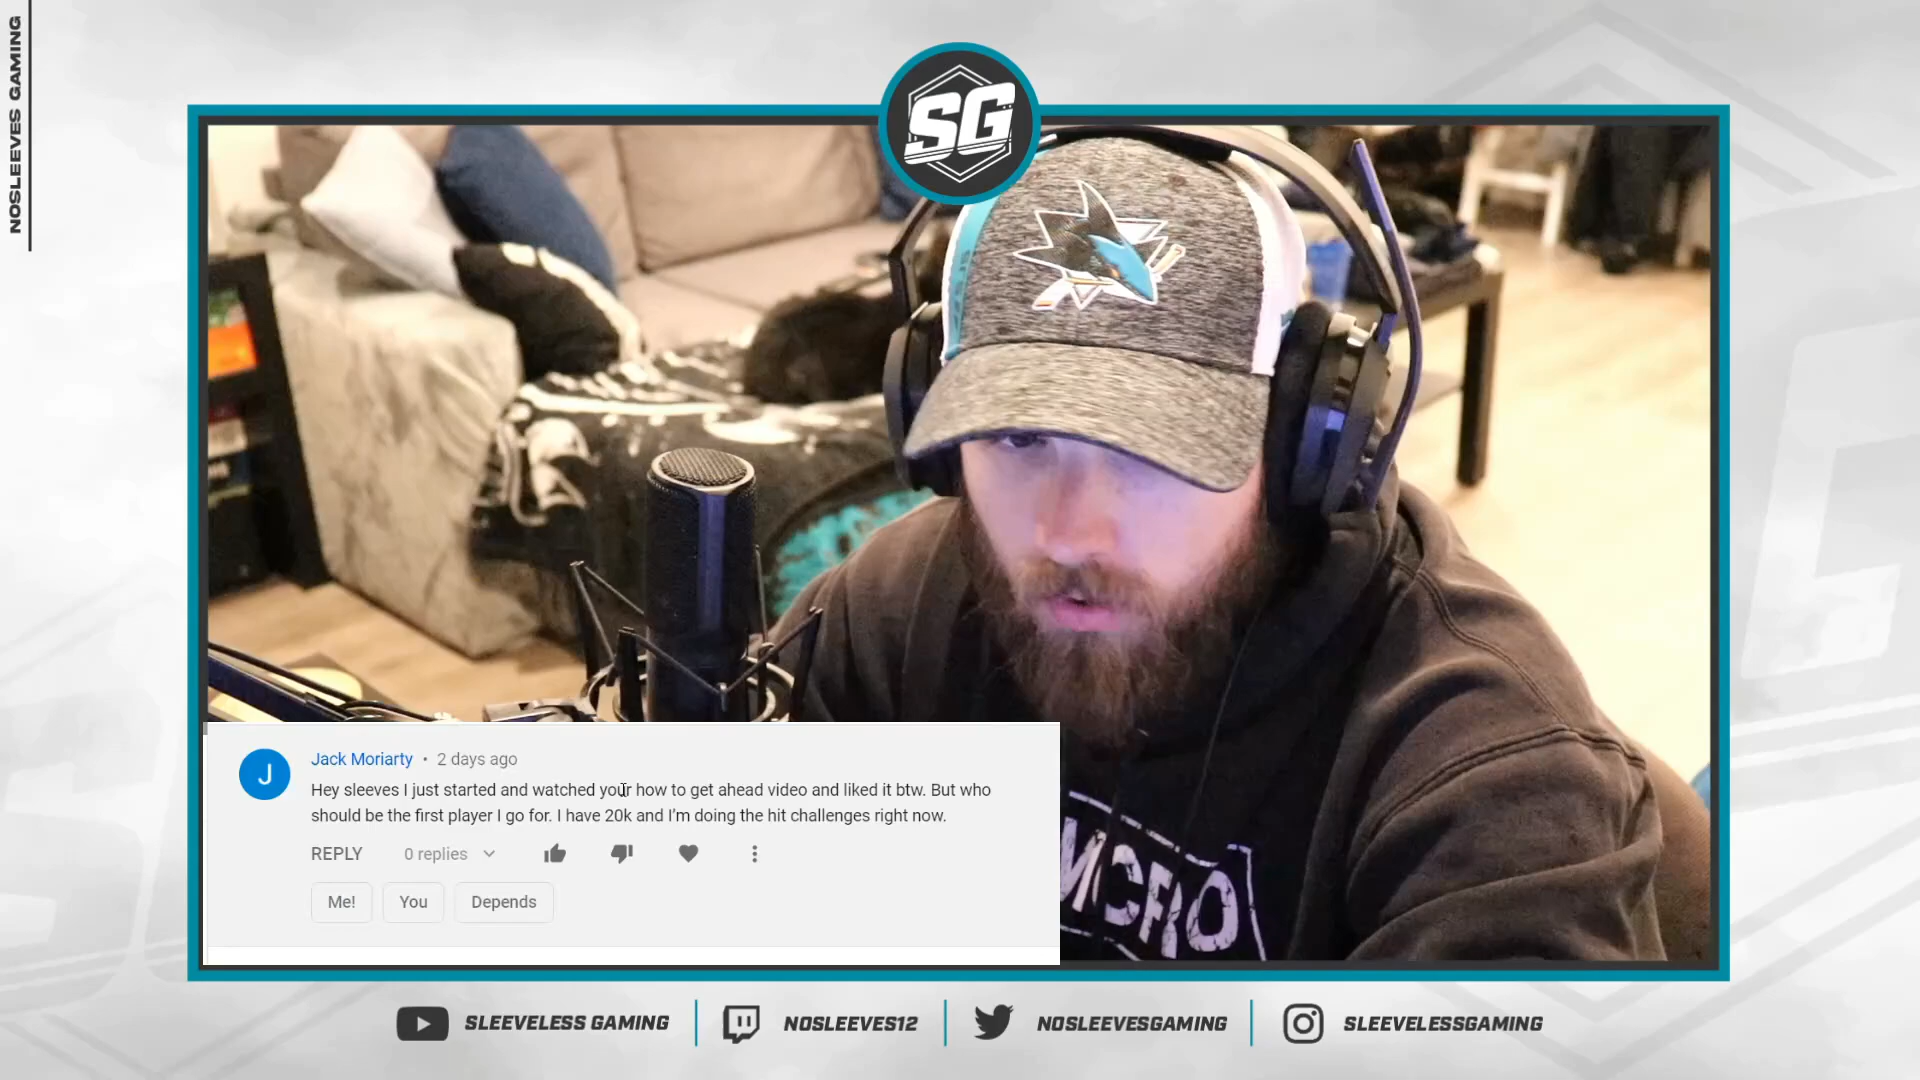 NOSLEEVES GAMING
SG
Jack Moriarty • 2 days ago
Hey sleeves I just started and watched your how to get ahead video and liked it btw. But who
should be the first player I go for. I have 20k and I'm doing the hit challenges right now.
REPLY 0 replies
Me! You Depends
J
SLEEVELESS GAMING
NOSLEEVES12
NOSLEEVESGAMING
SLEEVELESSGAMING